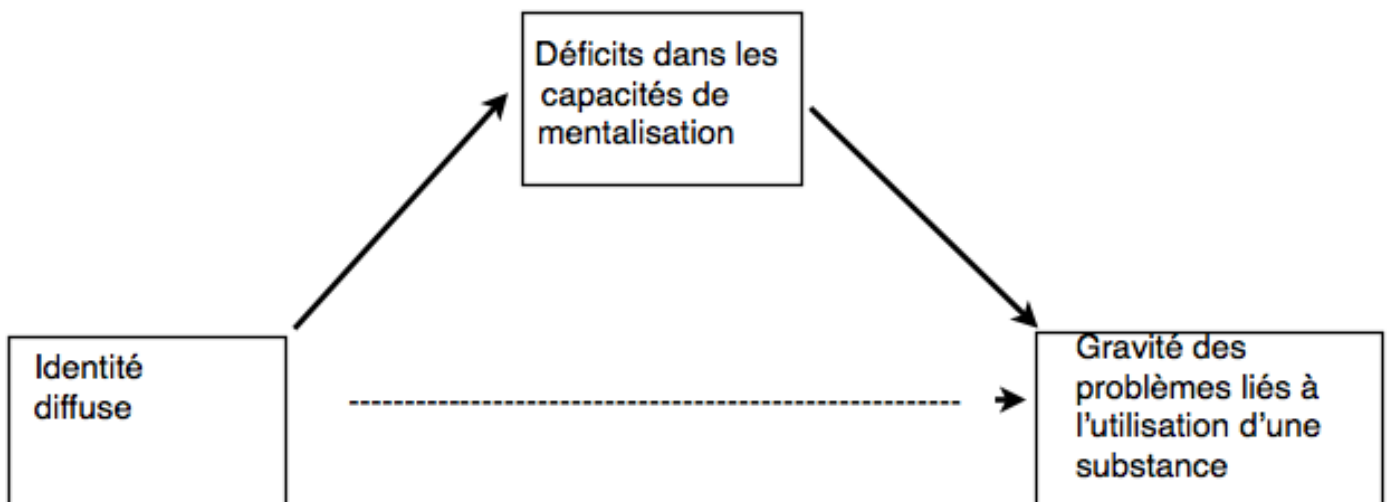 Déficits dans les
capacités de
mentalisation
Identité
diffuse
Gravité des
problèmes liés à
l'utilisation d'une
substance